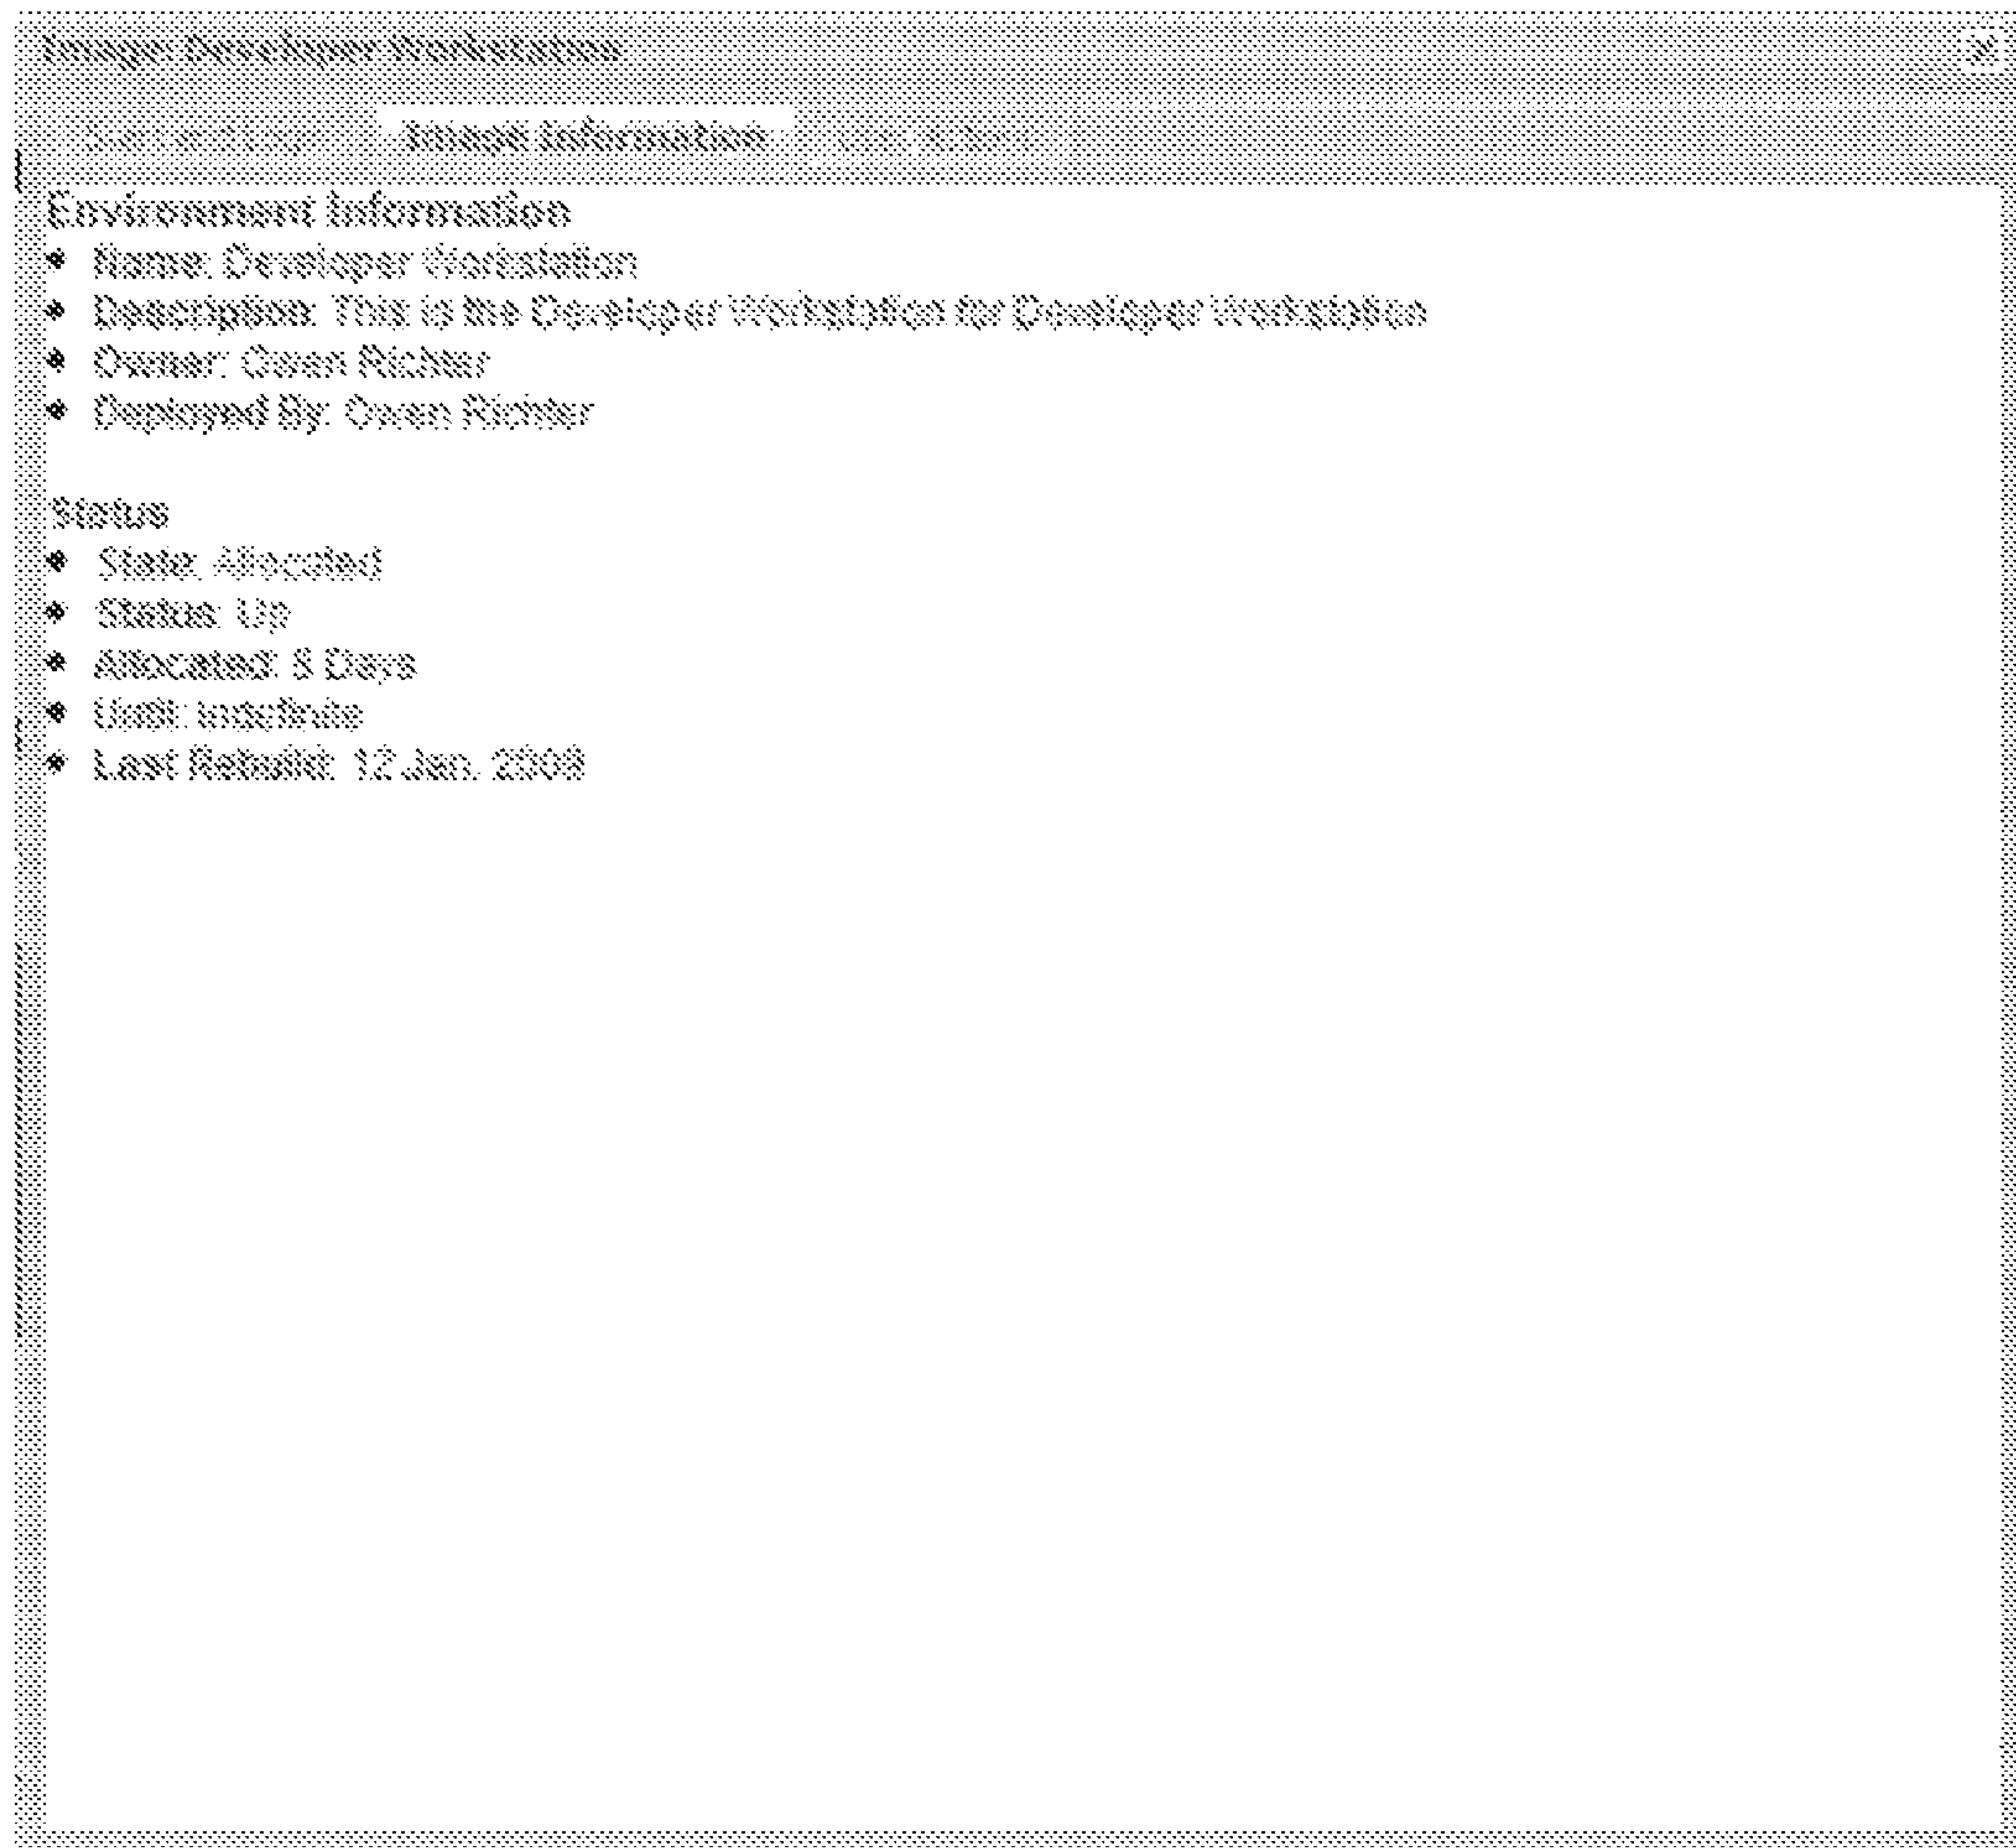 Image: Developer Workstation
Image Information
Environment Information
• Name: Developer Workstation
• Description: This is the Developer Workstation for Developer Workstation
• Owner: Owen Richter
• Deployed By: Owen Richter
Status
• State: Allocated
• Status: Up
• Allocated: Days
• Until: Indefinite
• Last Rebuild: 12 Jan.